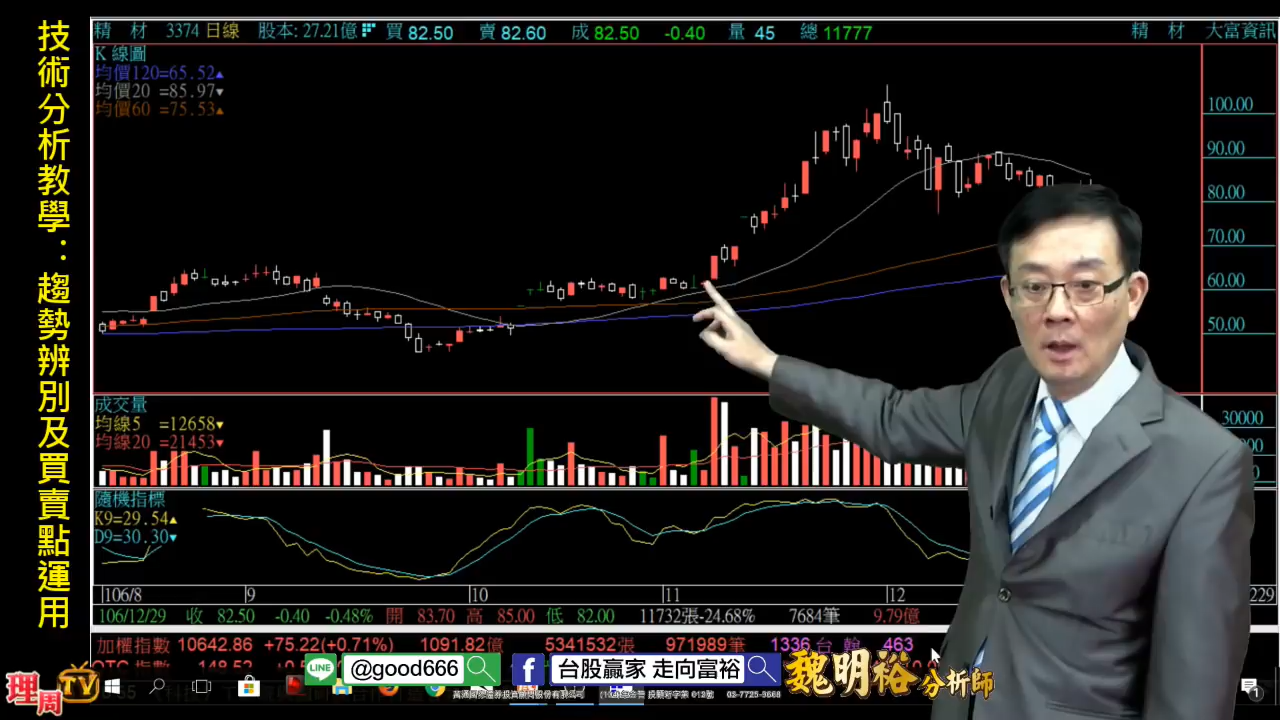 技術分析教學：趨勢辨別及買賣點運用
精 材 3374 日線 股本: 27.21億 買 82.50 賣 82.60 成 82.50 -0.40 量 45 總 11777 精 材 大富資訊
K 線圖
均價120=65.52▲
均價20 =85.97▼
均價60 =75.53▲
100.00
90.00
80.00
70.00
60.00
50.00
成交量
均線5 =12658▼
均線20 =21453▼
30000
隨機指標
K9=29.54▲
D9=30.30▼
106/8 9 10 11 12 229
106/12/29 收 82.50 -0.40 -0.48% 開 83.70 高 85.00 低 82.00 11732張-24.68% 7684筆 9.79億
加權指數 10642.86 +75.22(+0.71%) 1091.82億 5341532張 971989筆 1336 台 翰 463
LINE @good666 f 台股贏家 走向富裕 魏明裕 分析師
理周TV